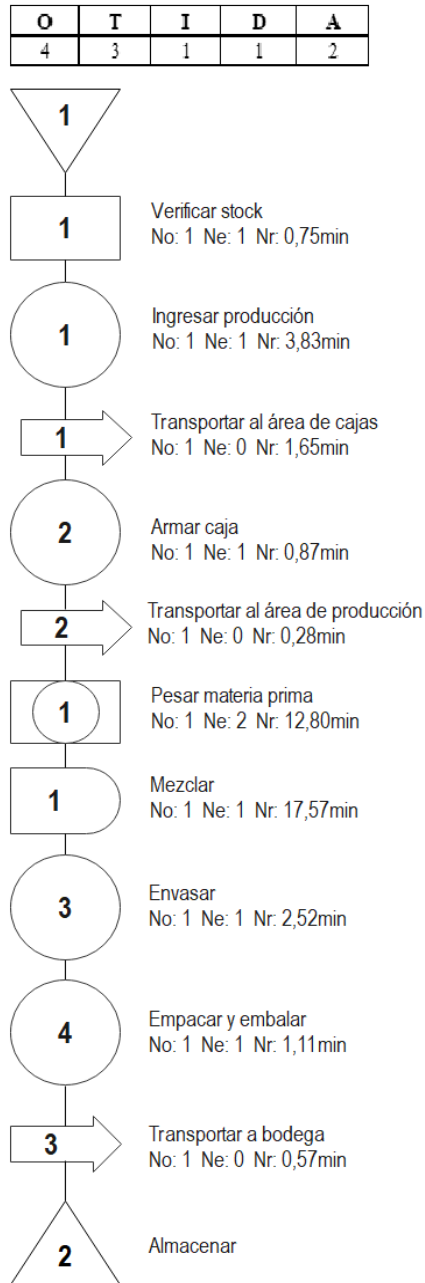 O T I D A
4 3 1 1 2
1
1
Verificar stock
No: 1 Ne: 1 Nr: 0,75min
1
Ingresar producción
No: 1 Ne: 1 Nr: 3,83min
1
Transportar al área de cajas
No: 1 Ne: 0 Nr: 1,65min
2
Armar caja
No: 1 Ne: 1 Nr: 0,87min
2
Transportar al área de producción
No: 1 Ne: 0 Nr: 0,28min
1
Pesar materia prima
No: 1 Ne: 2 Nr: 12,80min
1
Mezclar
No: 1 Ne: 1 Nr: 17,57min
3
Envasar
No: 1 Ne: 1 Nr: 2,52min
4
Empacar y embalar
No: 1 Ne: 1 Nr: 1,11min
3
Transportar a bodega
No: 1 Ne: 0 Nr: 0,57min
2
Almacenar